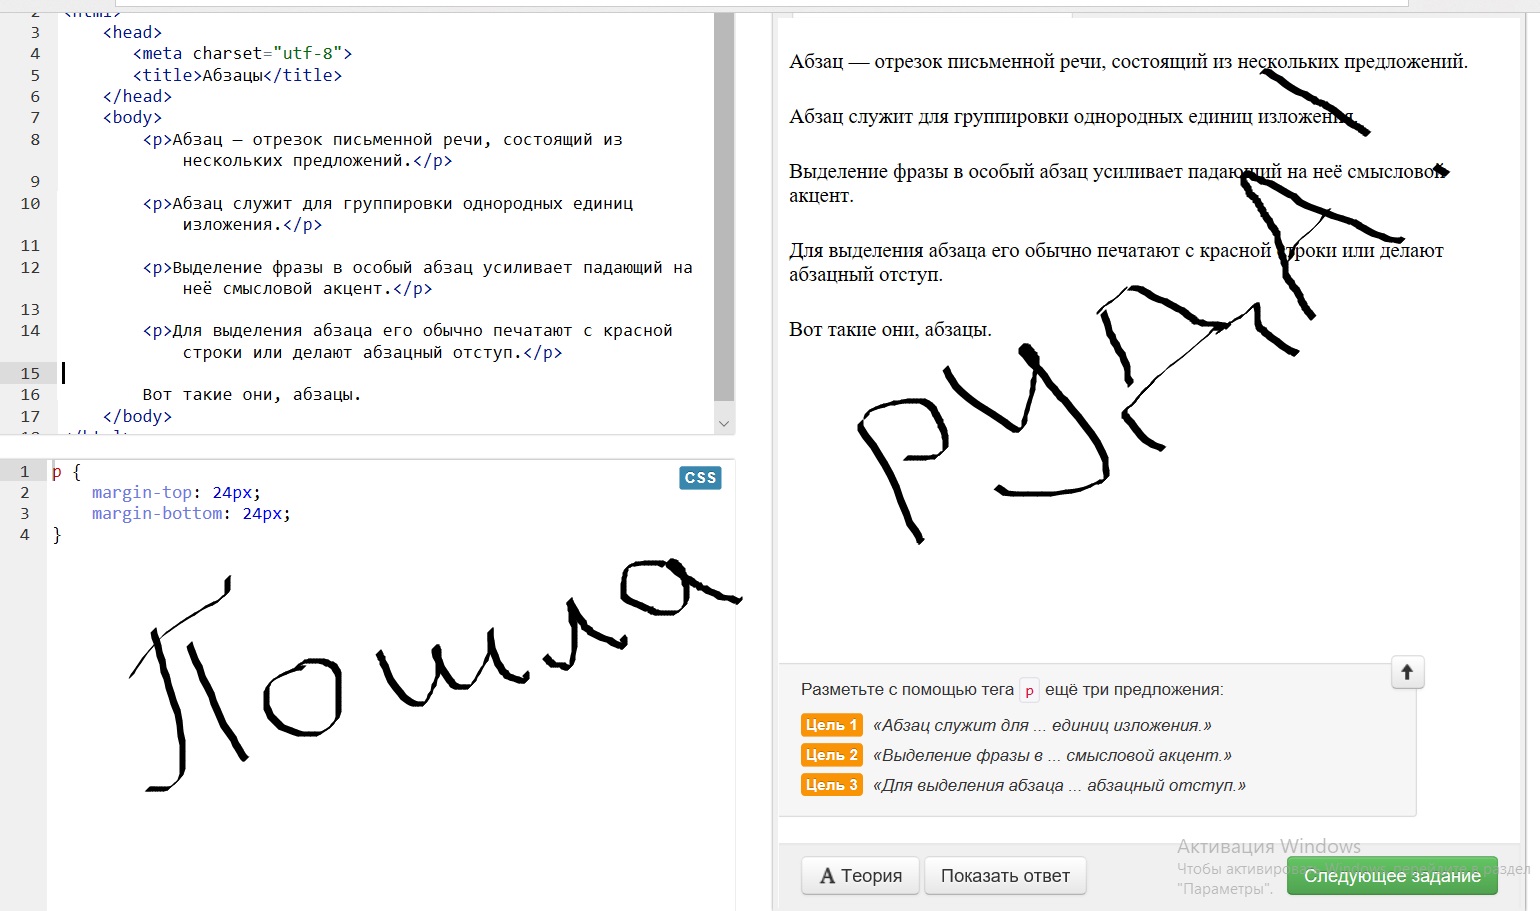 <html>
3 <head>
4 <meta charset="utf-8">
5 <title>Абзацы</title>
6 </head>
7 <body>
8 <p>Абзац — отрезок письменной речи, состоящий из
нескольких предложений.</p>
9
10 <p>Абзац служит для группировки однородных единиц
изложения.</p>
11
12 <p>Выделение фразы в особый абзац усиливает падающий на
неё смысловой акцент.</p>
13
14 <p>Для выделения абзаца его обычно печатают с красной
строки или делают абзацный отступ.</p>
15
16 Вот такие они, абзацы.
17 </body>
1 p {
2 margin-top: 24px;
3 margin-bottom: 24px;
4 }
CSS
Пошла
Абзац — отрезок письменной речи, состоящий из нескольких предложений.
Абзац служит для группировки однородных единиц изложения.
Выделение фразы в особый абзац усиливает падающий на неё смысловой
акцент.
Для выделения абзаца его обычно печатают с красной строки или делают
абзацный отступ.
Вот такие они, абзацы.
Разметьте с помощью тега p ещё три предложения:
Цель 1 «Абзац служит для ... единиц изложения.»
Цель 2 «Выделение фразы в ... смысловой акцент.»
Цель 3 «Для выделения абзаца ... абзацный отступ.»
Активация Windows
Чтобы активировать Windows, перейдите в раздел
"Параметры".
А Теория
Показать ответ
Следующее задание